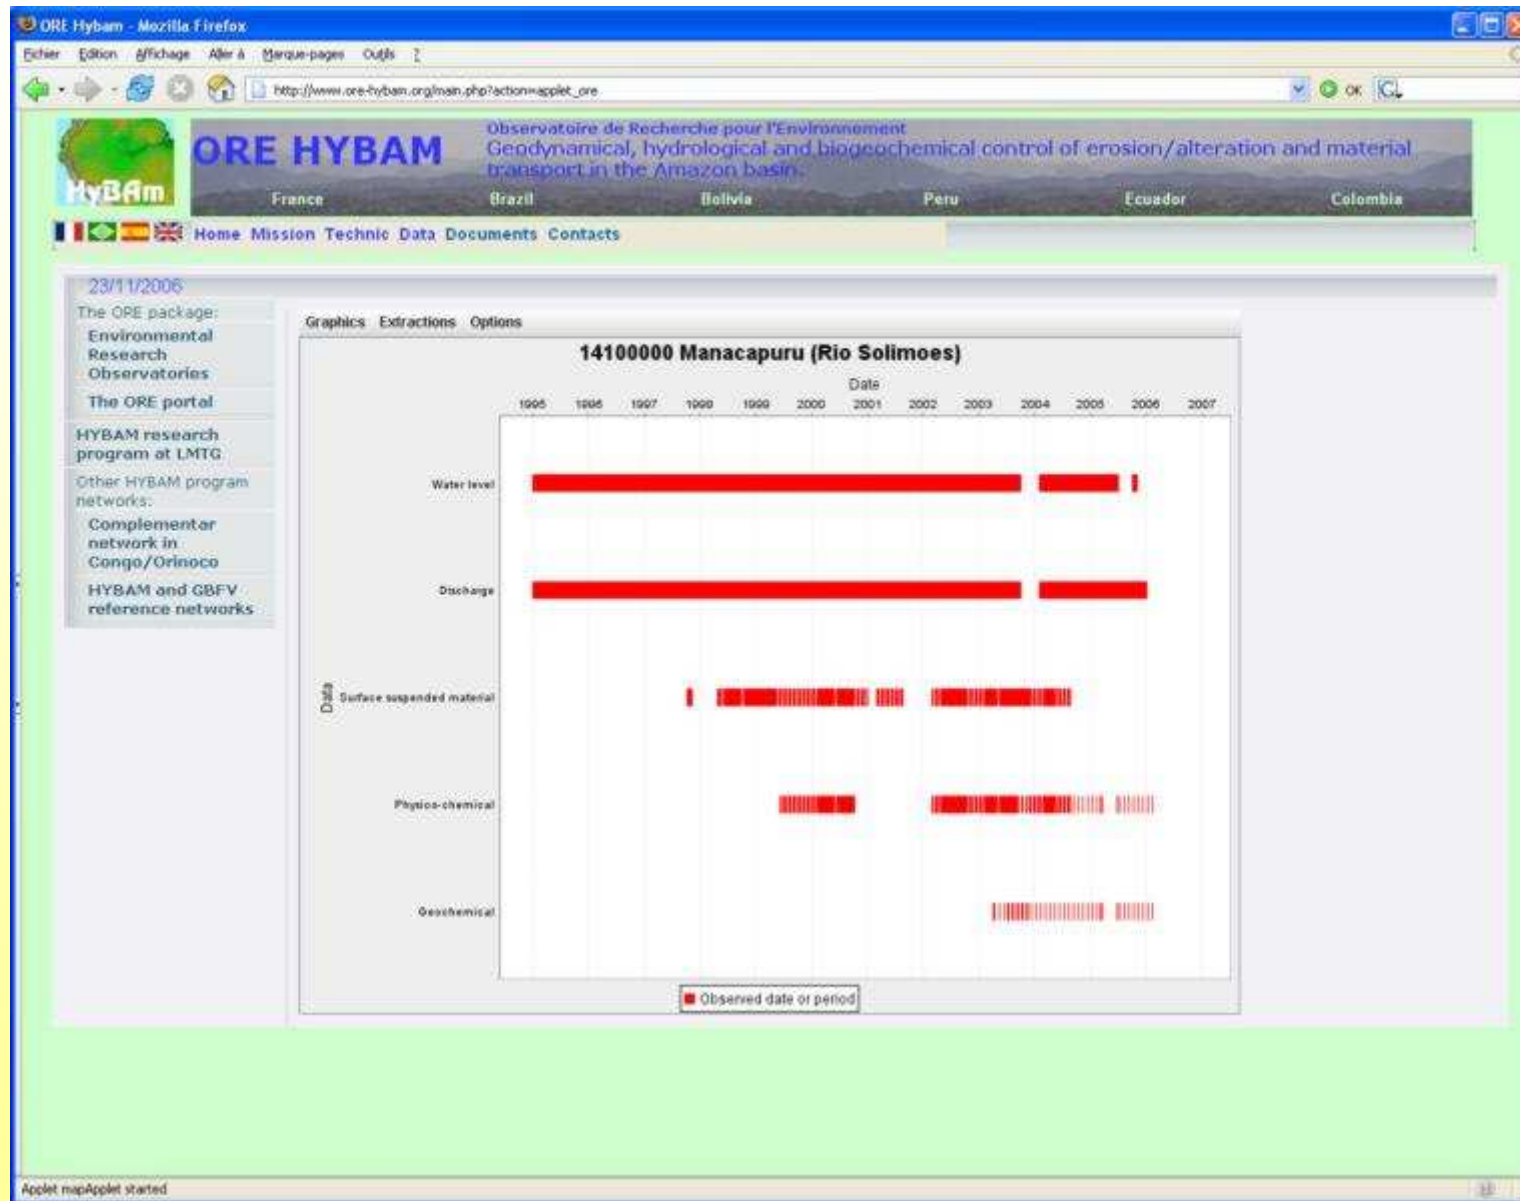 ORE Hybam - Mozilla Firefox
Fichier Edition Affichage Aller à Marque-pages Outils ?
http://www.ore-hybam.org/main.php?action=applet_ore
OK
HyBAm
ORE HYBAM
Observatoire de Recherche pour l'Environnement
Geodynamical, hydrological and biogeochemical control of erosion/alteration and material
transport in the Amazon basin.
France Brazil Bolivia Peru Ecuador Colombia
Home Mission Technic Data Documents Contacts
23/11/2006
The ORE package:
Environmental
Research
Observatories
The ORE portal
HYBAM research
program at LMTG
Other HYBAM program
networks:
Complementar
network in
Congo/Orinoco
HYBAM and GBFV
reference networks
Graphics Extractions Options
14100000 Manacapuru (Rio Solimoes)
Date
1995 1996 1997 1998 1999 2000 2001 2002 2003 2004 2005 2006 2007
Water level
Discharge
Data
Surface suspended material
Physico-chemical
Geochemical
Observed date or period
Applet mapApplet started